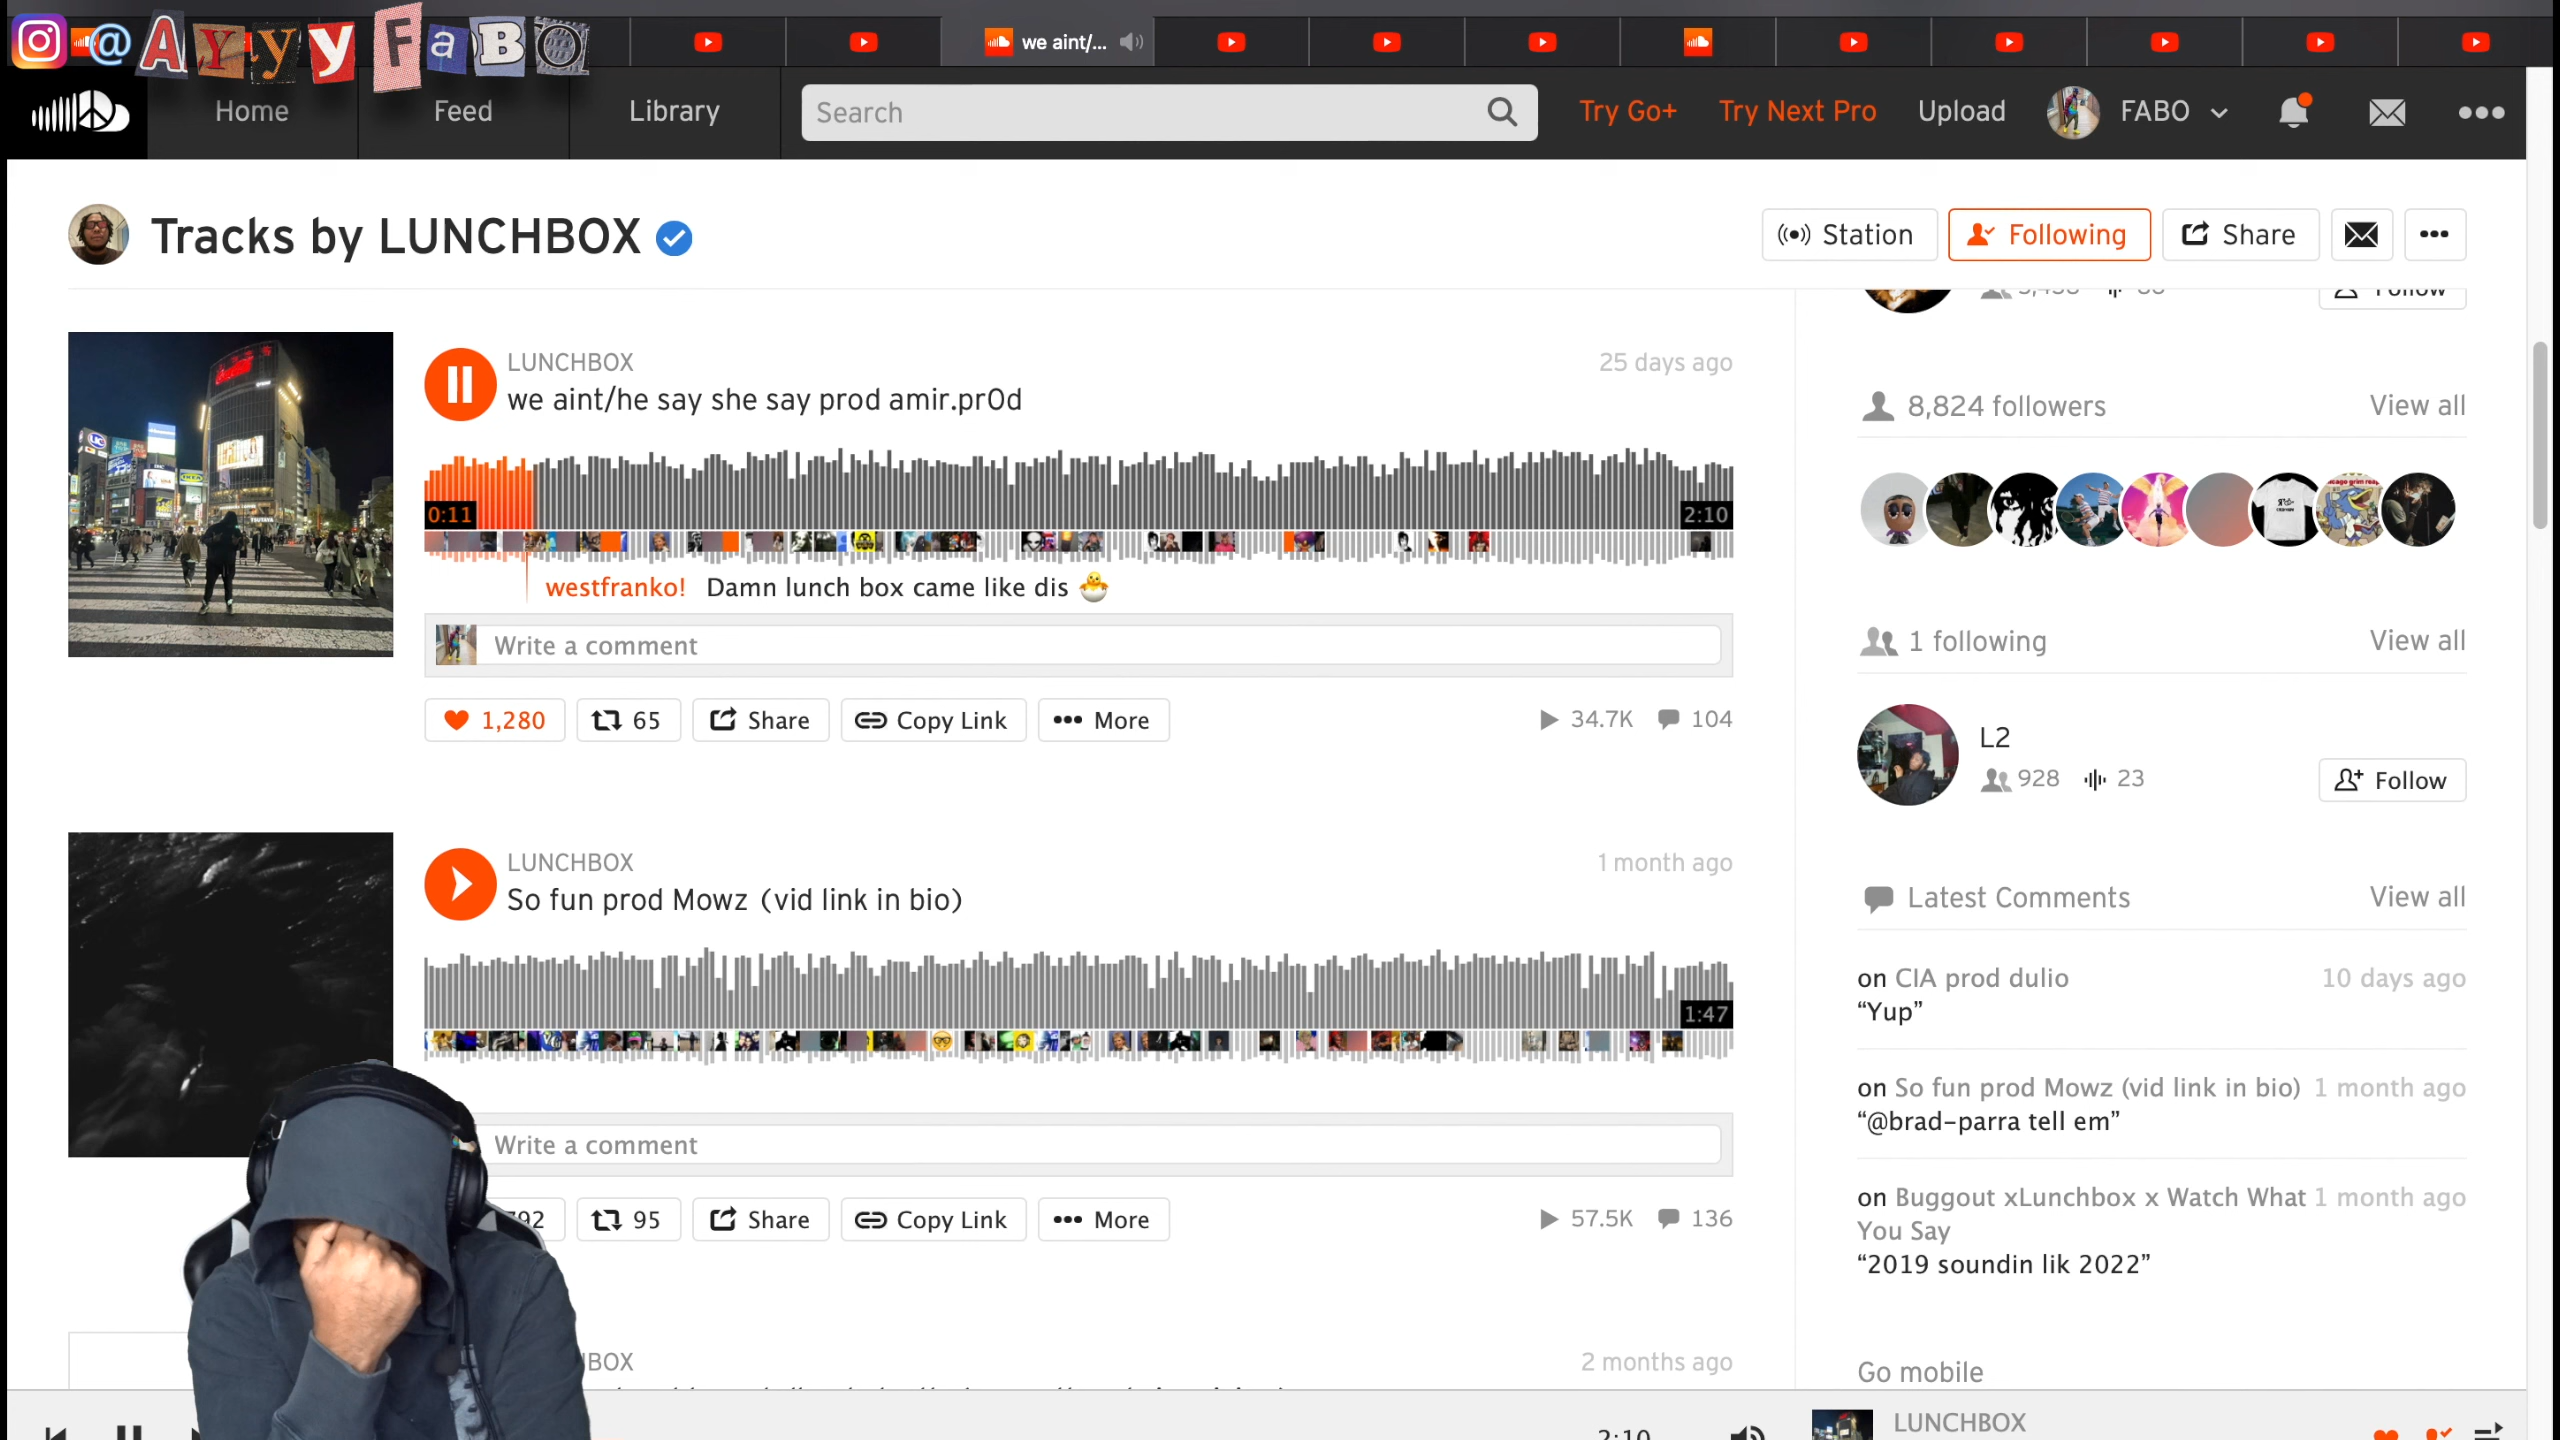 @AyyyFaBO
we aint/...
Home
Feed
Library
Search
Try Go+
Try Next Pro
Upload
FABO
Tracks by LUNCHBOX
Station
Following
Share
LUNCHBOX
25 days ago
we aint/he say she say prod amir.pr0d
0:11
2:10
westfranko! Damn lunch box came like dis 🐣
Write a comment
1,280
65
Share
Copy Link
More
34.7K
104
LUNCHBOX
1 month ago
So fun prod Mowz (vid link in bio)
1:47
Write a comment
792
95
Share
Copy Link
More
57.5K
136
BOX
2 months ago
Follow
8,824 followers
View all
1 following
View all
L2
928
23
Follow
Latest Comments
View all
on CIA prod dulio
10 days ago
“Yup”
on So fun prod Mowz (vid link in bio)
1 month ago
“@brad-parra tell em”
on Buggout xLunchbox x Watch What
1 month ago
You Say
“2019 soundin lik 2022”
Go mobile
2:10
LUNCHBOX